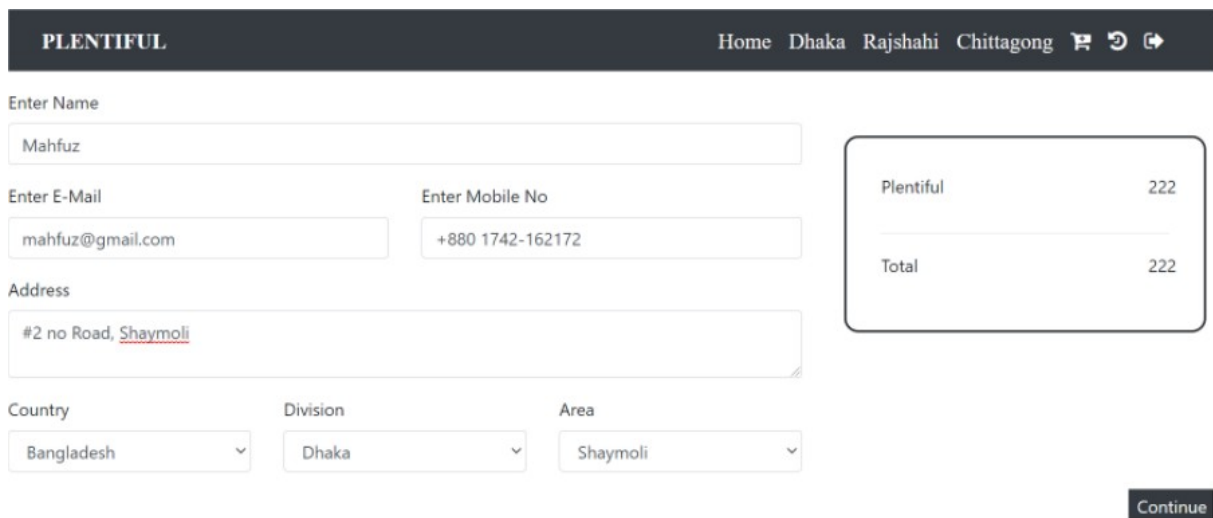 PLENTIFUL Home Dhaka Rajshahi Chittagong
Enter Name
Mahfuz
Enter E-Mail Enter Mobile No
mahfuz@gmail.com +880 1742-162172
Address
#2 no Road, Shaymoli
Country Division Area
Bangladesh Dhaka Shaymoli
Plentiful 222
Total 222
Continue